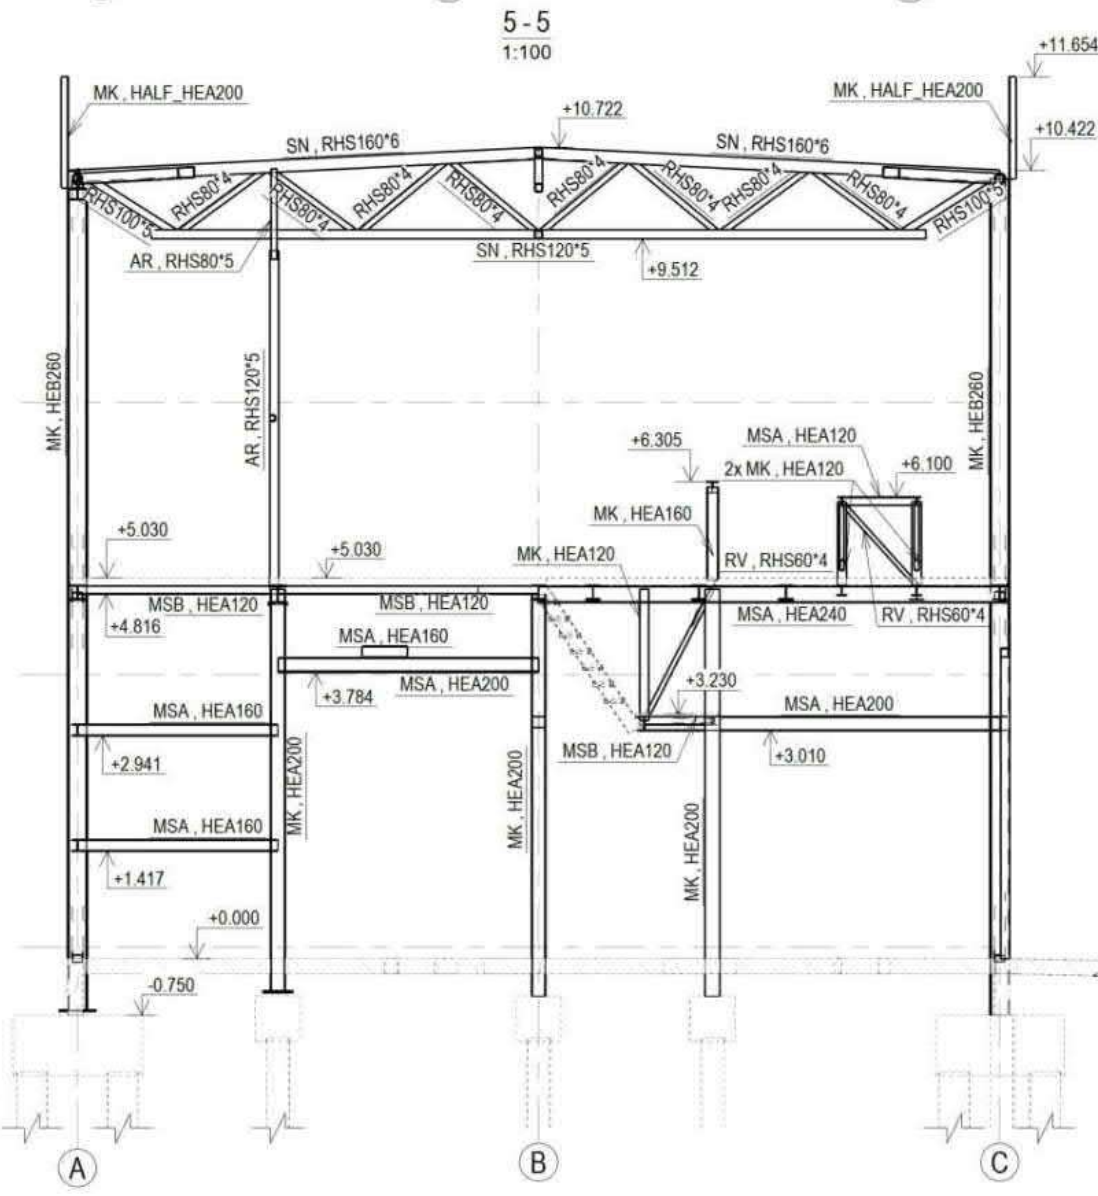 5 - 5
1:100
+11.654
MK , HALF_HEA200
MK , HALF_HEA200
+10.722
+10.422
SN , RHS160*6
SN , RHS160*6
RHS100*5
RHS80*4
RHS80*4
RHS80*4
RHS80*4
RHS80*4
RHS80*4
RHS80*4
RHS80*4
RHS100*5
AR , RHS80*5
SN , RHS120*5
+9.512
MK , HEB260
AR , RHS120*5
MK , HEB260
+6.305
MSA , HEA120
2x MK , HEA120
+6.100
MK , HEA160
+5.030
+5.030
MK , HEA120
RV , RHS60*4
MSB , HEA120
MSB , HEA120
MSA , HEA240
RV , RHS60*4
+4.816
MSA , HEA160
MSA , HEA200
+3.784
+3.230
MSA , HEA160
MSA , HEA200
MSB , HEA120
+3.010
+2.941
MK , HEA200
MK , HEA200
MK , HEA200
MSA , HEA160
+1.417
+0.000
-0.750
A
B
C